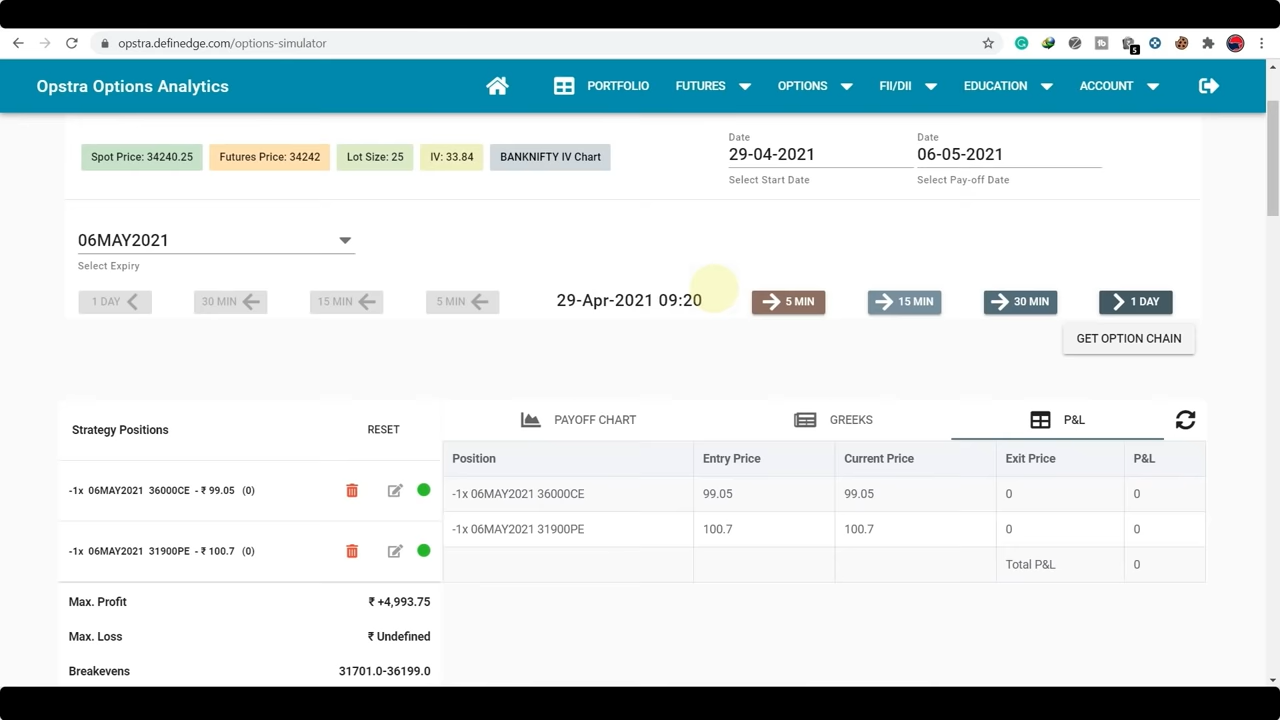 opstra.definedge.com/options-simulator
5
Opstra Options Analytics
PORTFOLIO
FUTURES
OPTIONS
FII/DII
EDUCATION
ACCOUNT
Spot Price: 34240.25
Futures Price: 34242
Lot Size: 25
IV: 33.84
BANKNIFTY IV Chart
Date
29-04-2021
Select Start Date
Date
06-05-2021
Select Pay-off Date
06MAY2021
Select Expiry
1 DAY
30 MIN
15 MIN
5 MIN
29-Apr-2021 09:20
5 MIN
15 MIN
30 MIN
1 DAY
GET OPTION CHAIN
Strategy Positions
RESET
-1x 06MAY2021 36000CE - ₹ 99.05 (0)
-1x 06MAY2021 31900PE - ₹ 100.7 (0)
Max. Profit ₹ +4,993.75
Max. Loss ₹ Undefined
Breakevens 31701.0-36199.0
PAYOFF CHART
GREEKS
P&L
Position Entry Price Current Price Exit Price P&L
-1x 06MAY2021 36000CE 99.05 99.05 0 0
-1x 06MAY2021 31900PE 100.7 100.7 0 0
Total P&L 0